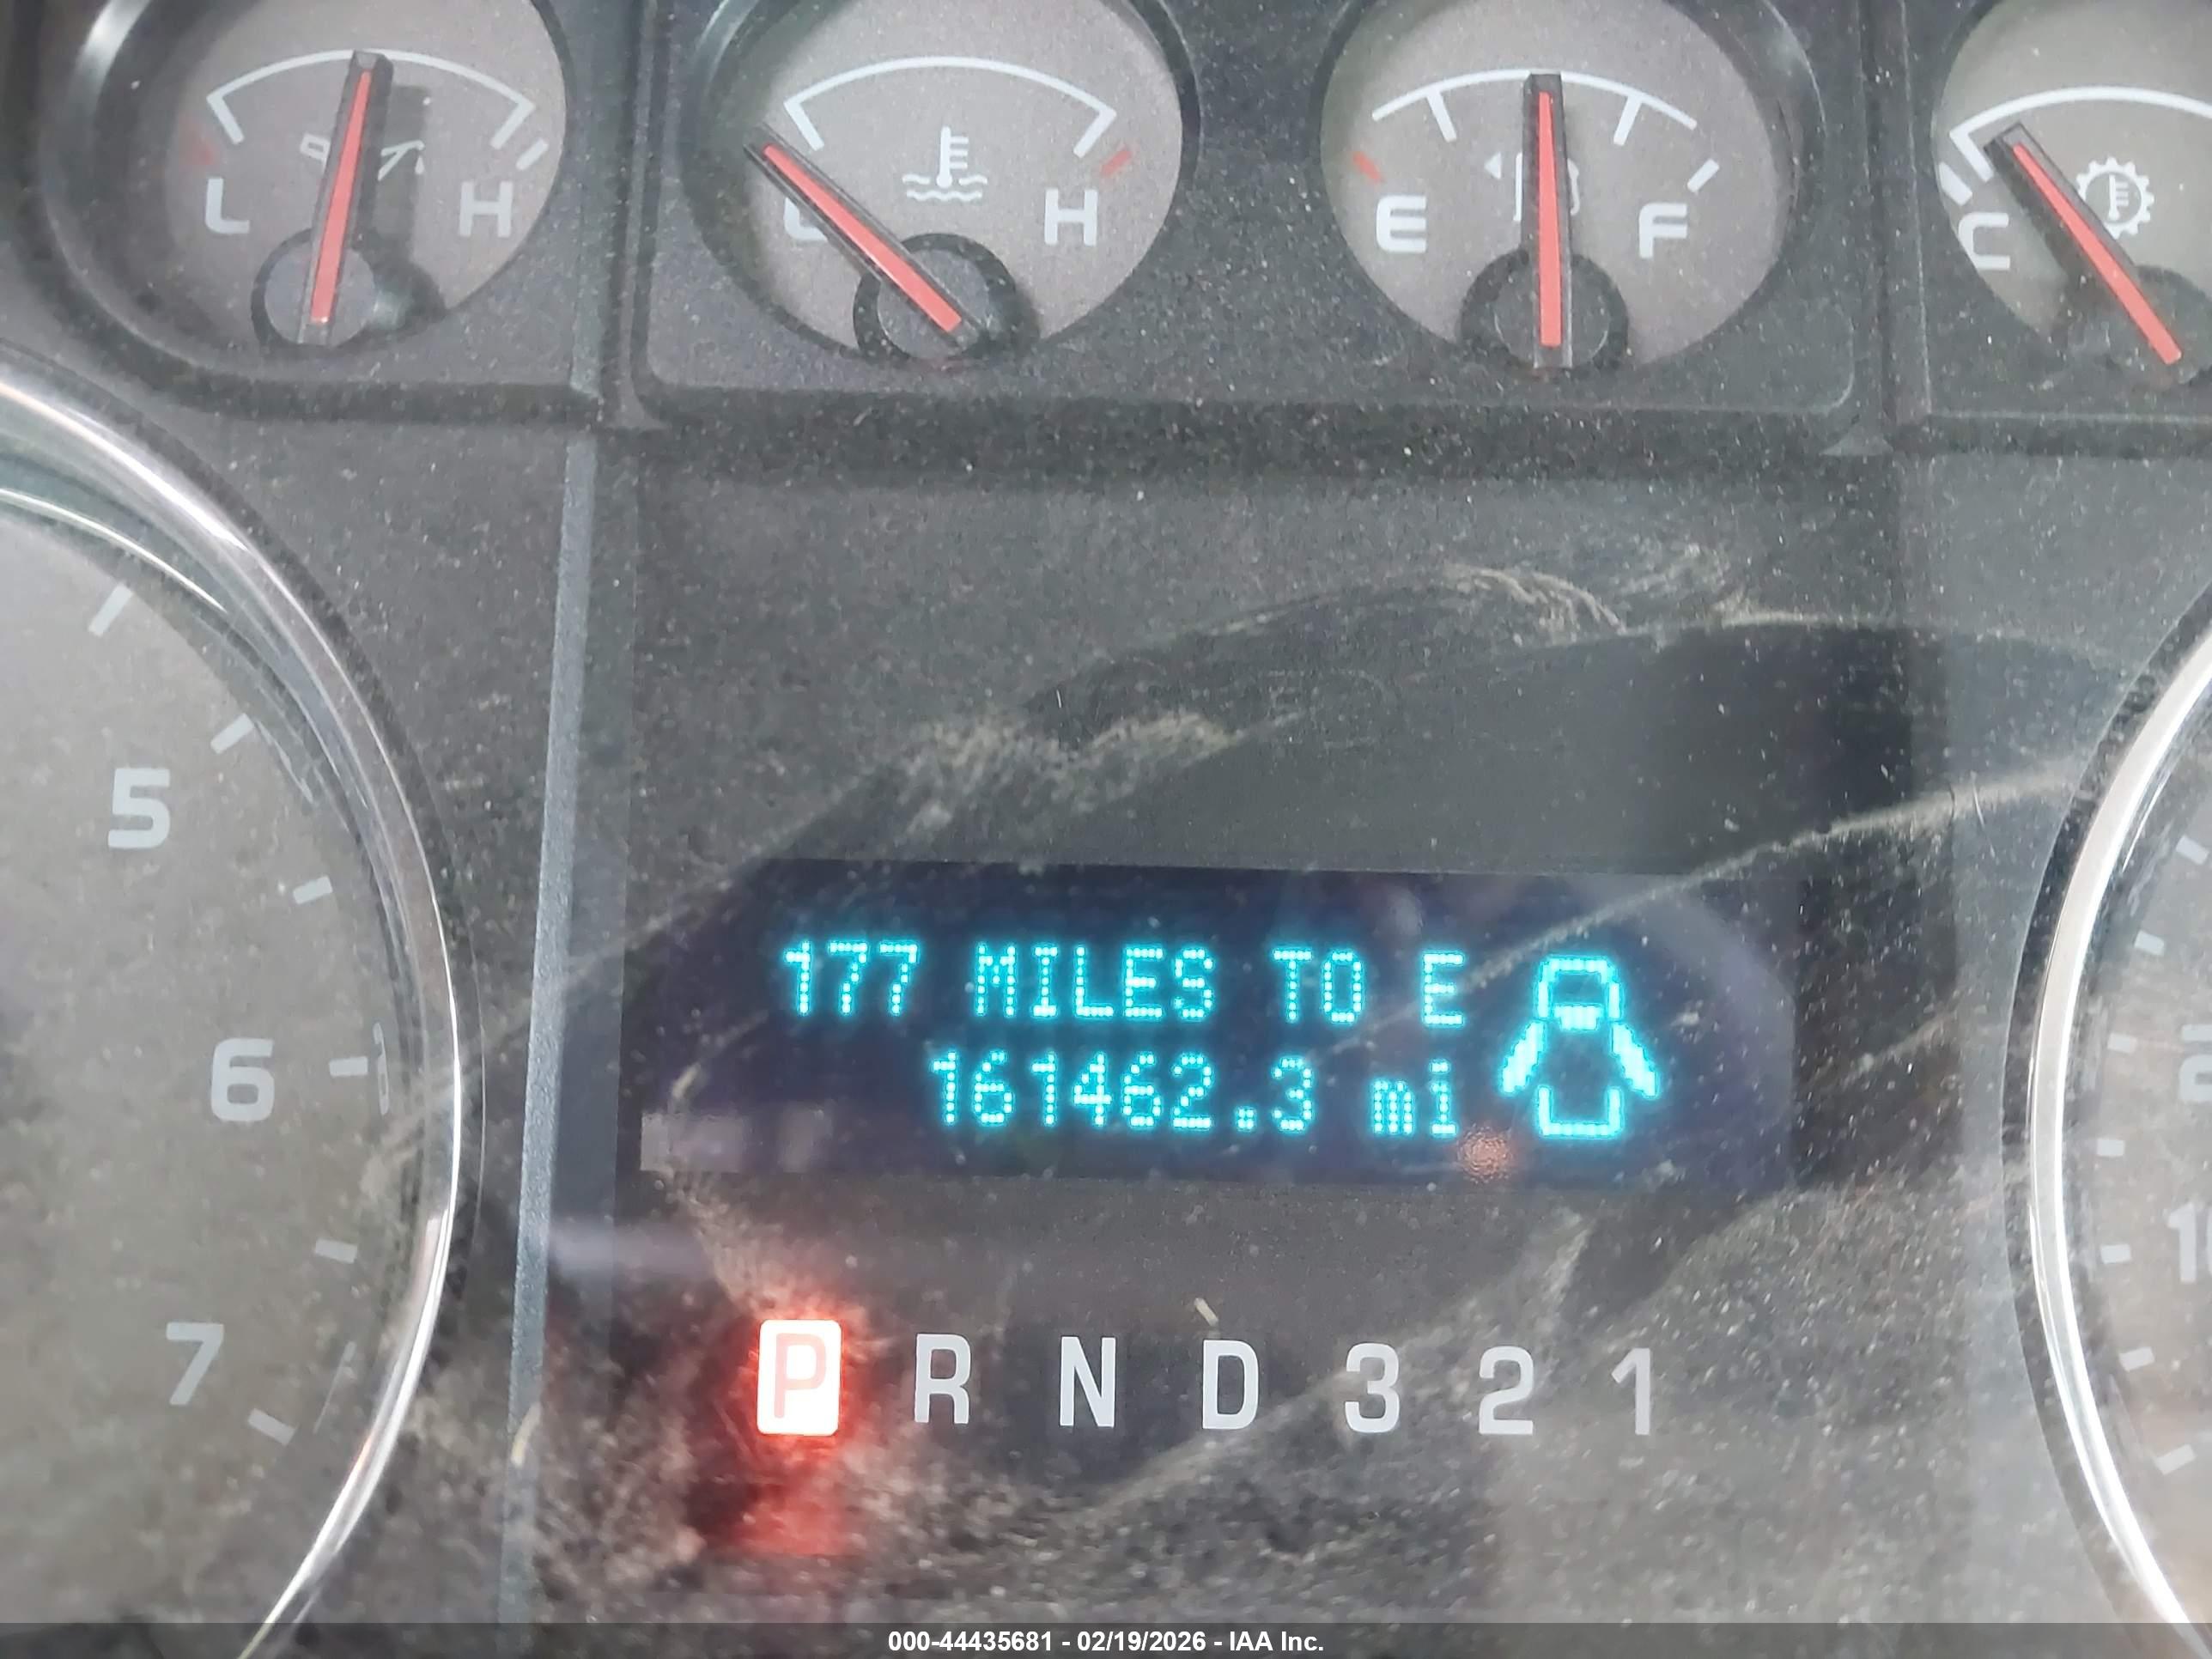 L H
H
E F
C
5
6
7
177 MILES TO E
161462.3 mi
P R N D 3 2 1
000-44435681 - 02/19/2026 - IAA Inc.